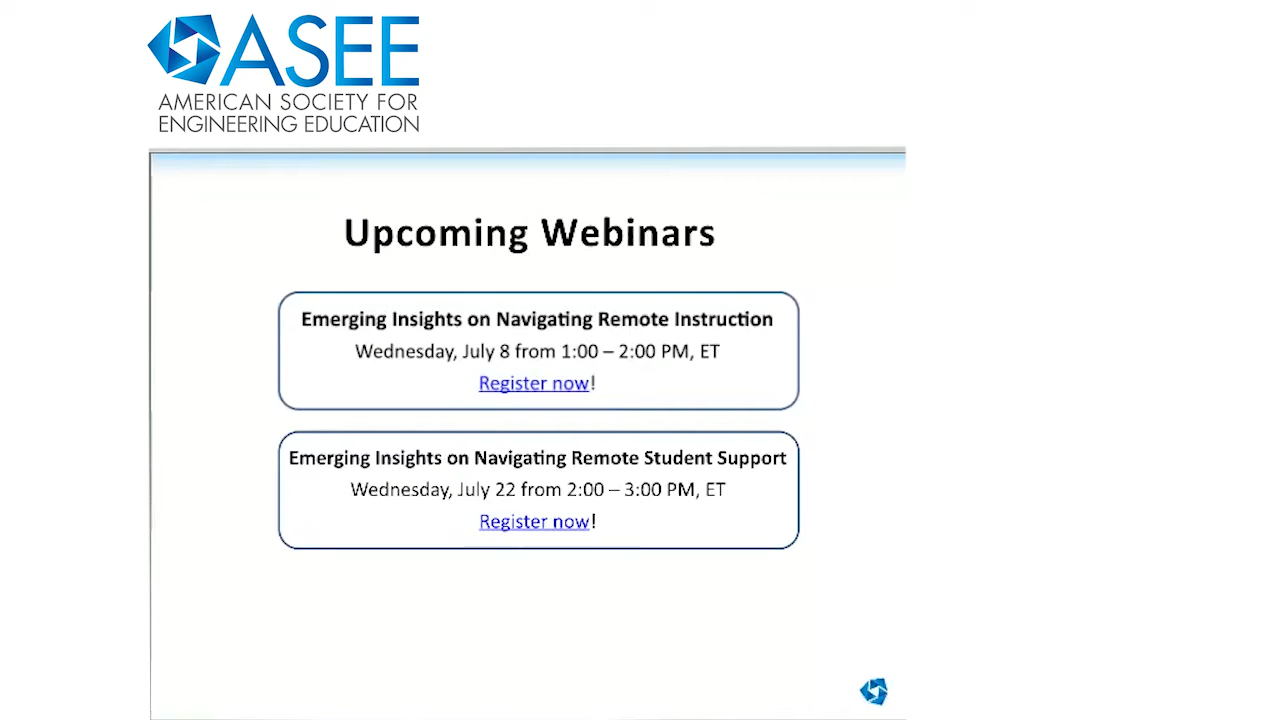 ASEE
AMERICAN SOCIETY FOR
ENGINEERING EDUCATION
Upcoming Webinars
Emerging Insights on Navigating Remote Instruction
Wednesday, July 8 from 1:00 – 2:00 PM, ET
Register now!
Emerging Insights on Navigating Remote Student Support
Wednesday, July 22 from 2:00 – 3:00 PM, ET
Register now!